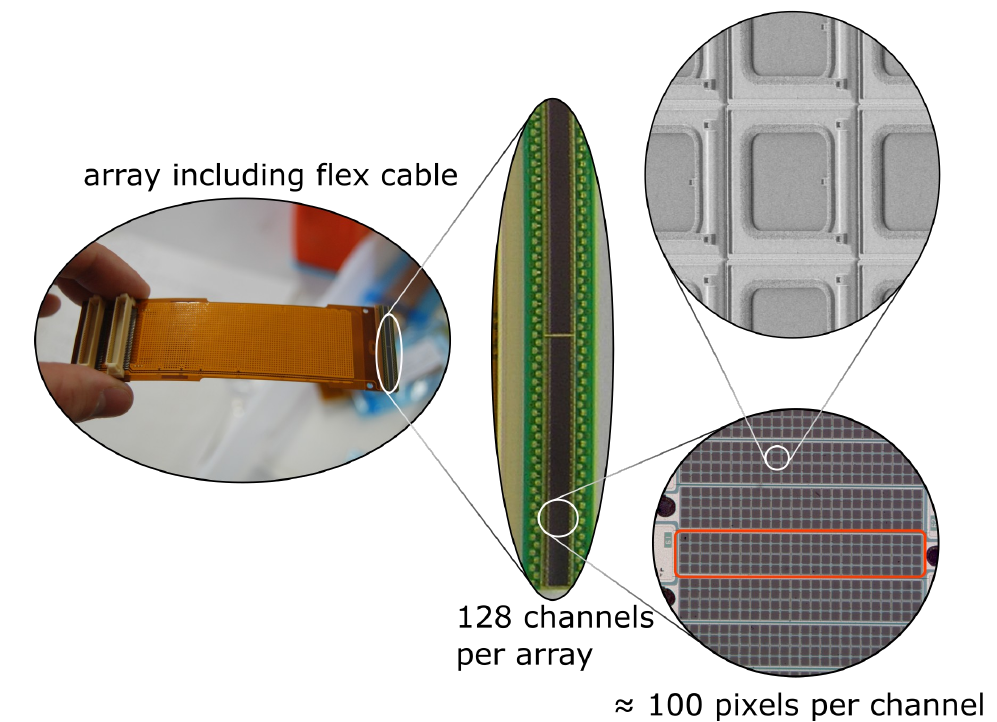 array including flex cable
128 channels
per array
≈ 100 pixels per channel